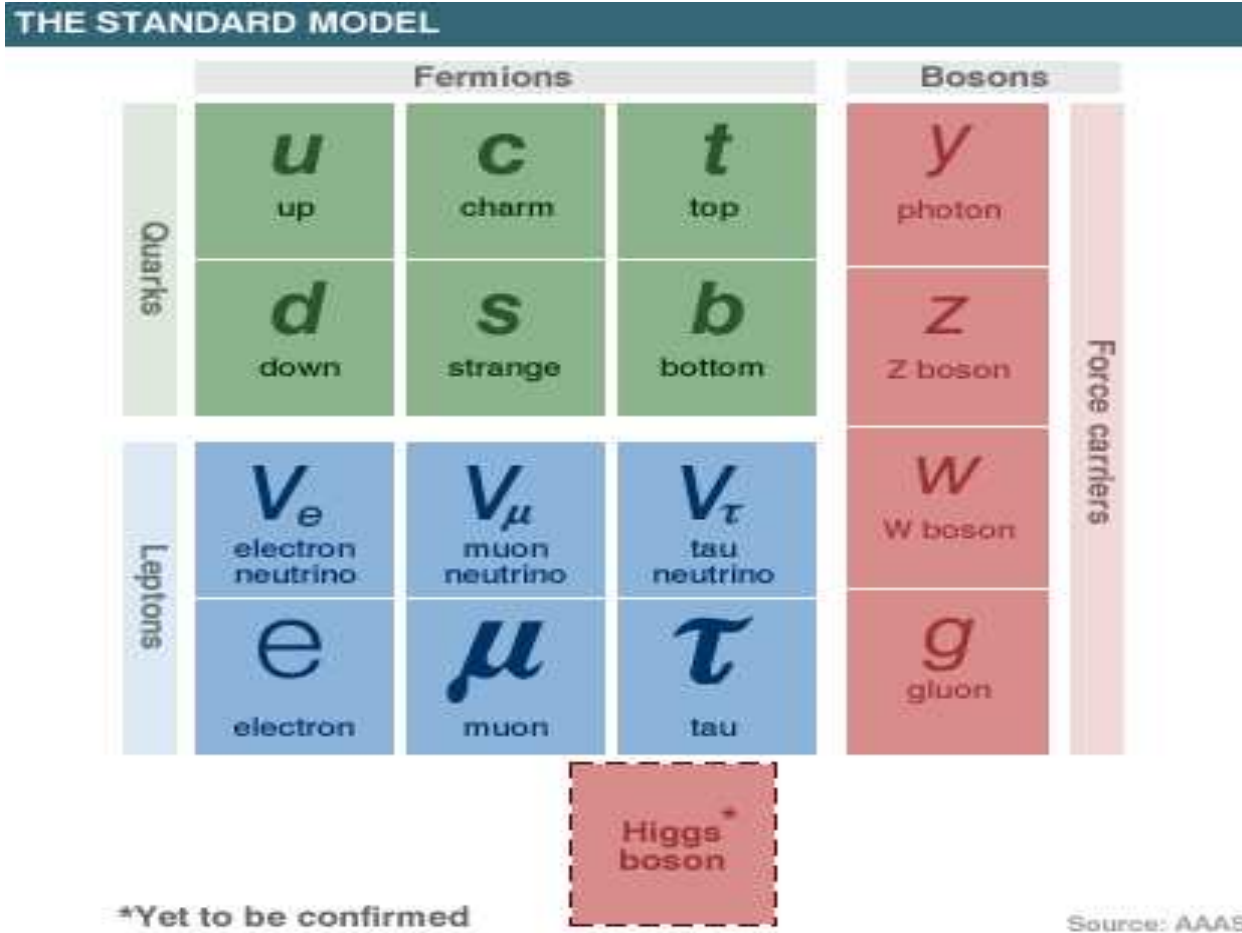 THE STANDARD MODEL
Fermions
Bosons
Quarks
u
up
c
charm
t
top
y
photon
d
down
s
strange
b
bottom
Z
Z boson
Force carriers
Leptons
Ve
electron
neutrino
Vμ
muon
neutrino
Vτ
tau
neutrino
W
W boson
e
electron
μ
muon
τ
tau
g
gluon
Higgs*
boson
*Yet to be confirmed
Source: AAAS